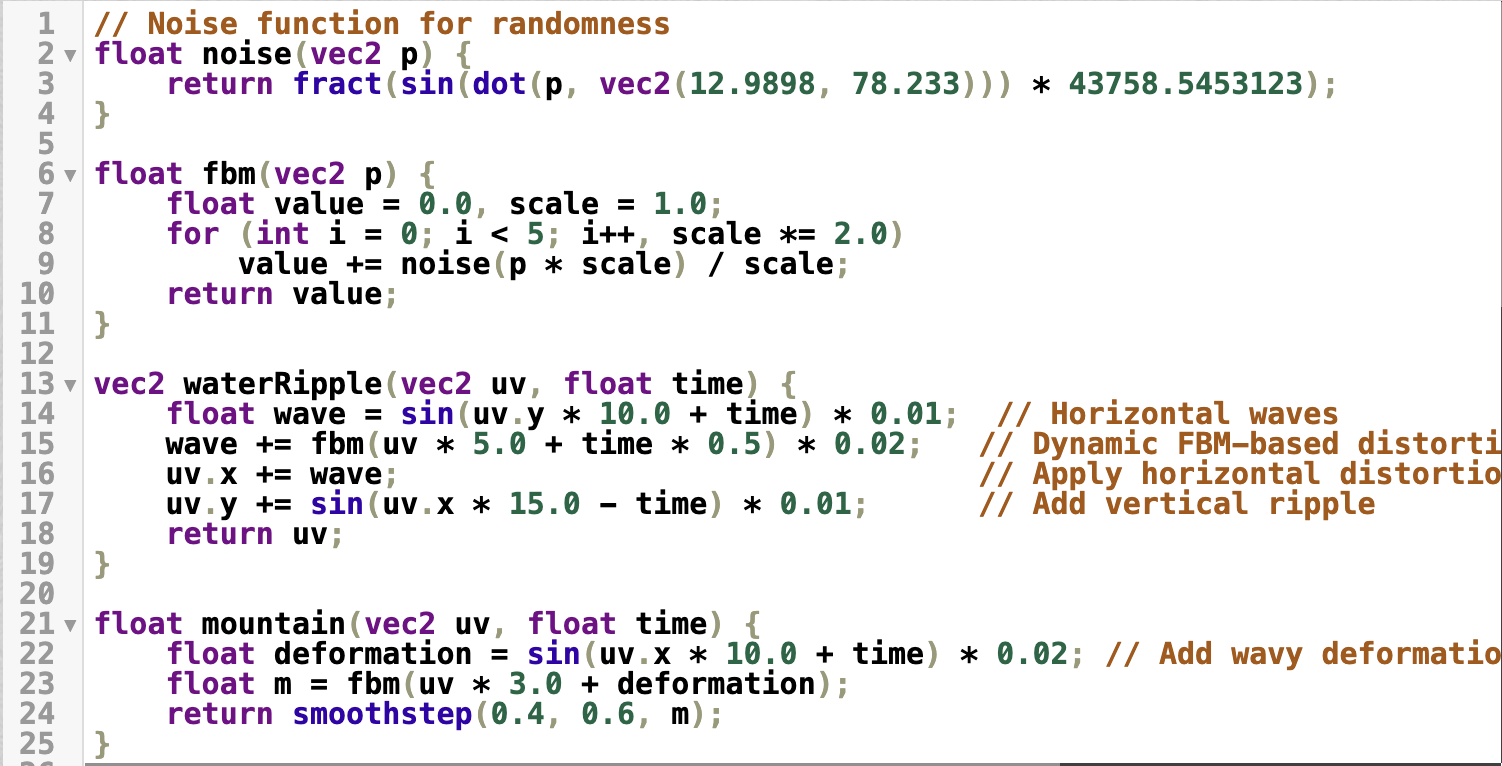 1 // Noise function for randomness
2 float noise(vec2 p) {
3     return fract(sin(dot(p, vec2(12.9898, 78.233))) * 43758.5453123);
4 }
5
6 float fbm(vec2 p) {
7     float value = 0.0, scale = 1.0;
8     for (int i = 0; i < 5; i++, scale *= 2.0)
9         value += noise(p * scale) / scale;
10     return value;
11 }
12
13 vec2 waterRipple(vec2 uv, float time) {
14     float wave = sin(uv.y * 10.0 + time) * 0.01;  // Horizontal waves
15     wave += fbm(uv * 5.0 + time * 0.5) * 0.02;   // Dynamic FBM-based distorti
16     uv.x += wave;                                // Apply horizontal distortio
17     uv.y += sin(uv.x * 15.0 - time) * 0.01;      // Add vertical ripple
18     return uv;
19 }
20
21 float mountain(vec2 uv, float time) {
22     float deformation = sin(uv.x * 10.0 + time) * 0.02; // Add wavy deformatio
23     float m = fbm(uv * 3.0 + deformation);
24     return smoothstep(0.4, 0.6, m);
25 }